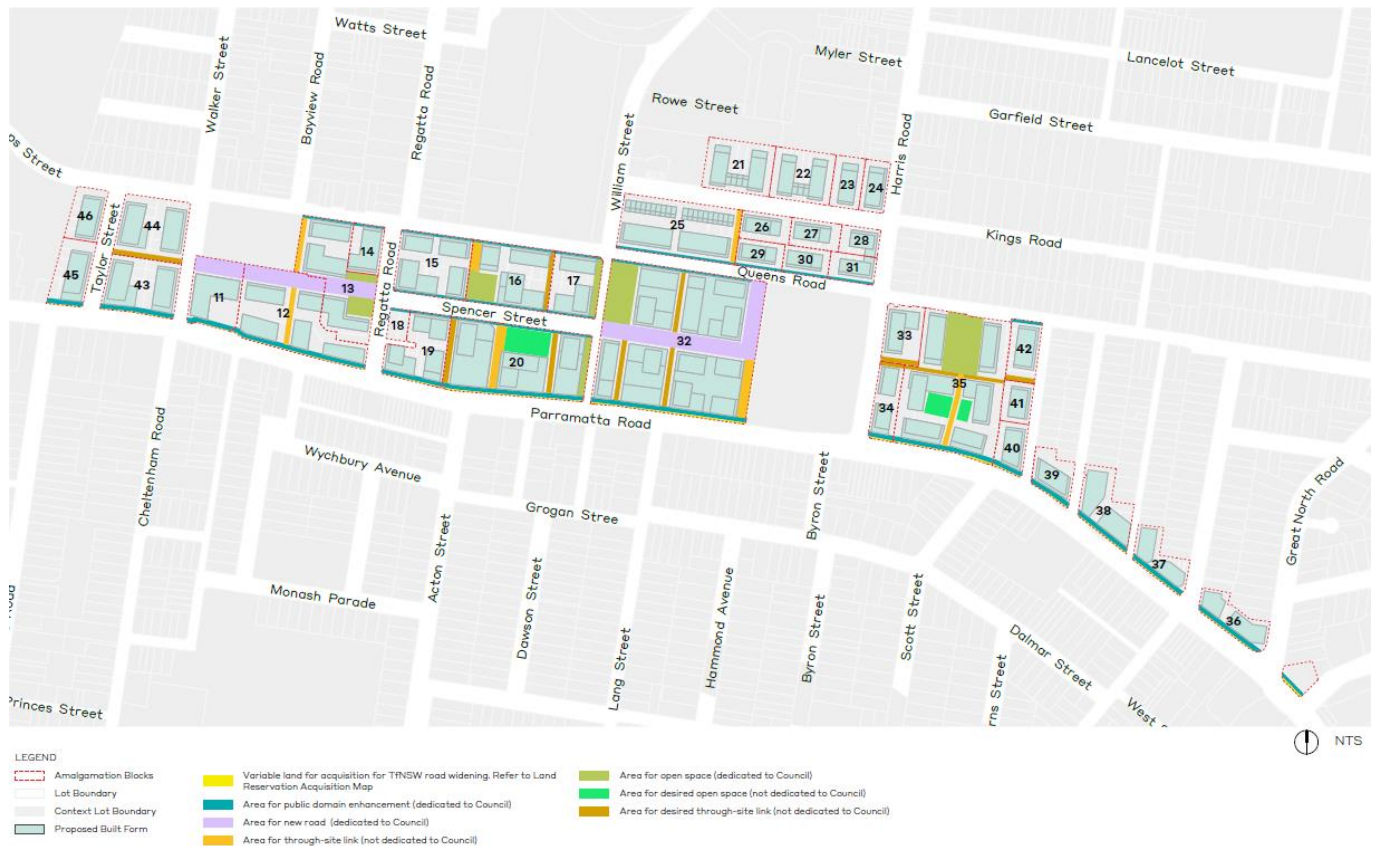 Watts Street
Myler Street
Lancelot Street
Walker Street
Bayview Road
Regatta Road
Rowe Street
William Street
Harris Road
Garfield Street
ps Street
21
22
23
24
46
44
Taylor Street
25
26
27
28
29
30
31
Kings Road
14
15
16
17
Queens Road
45
43
11
12
13
Regatta Road
Spencer Street
18
19
20
32
33
42
35
34
41
40
Parramatta Road
39
38
37
36
Cheltenham Road
Wychbury Avenue
Grogan Stree
Byron Street
Great North Road
Acton Street
Monash Parade
Dawson Street
Lang Street
Hammond Avenue
Byron Street
Scott Street
Dalmar Street
rns Street
West S
Princes Street
NTS
LEGEND
Amalgamation Blocks
Lot Boundary
Context Lot Boundary
Proposed Built Form
Variable land for acquisition for TfNSW road widening. Refer to Land
Reservation Acquisition Map
Area for public domain enhancement (dedicated to Council)
Area for new road (dedicated to Council)
Area for through-site link (not dedicated to Council)
Area for open space (dedicated to Council)
Area for desired open space (not dedicated to Council)
Area for desired through-site link (not dedicated to Council)